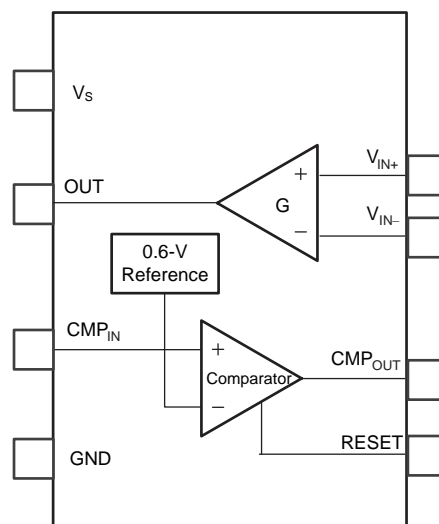 V_S
OUT
V_IN+
+
G
−
V_IN−
0.6-V
Reference
CMP_IN
+
Comparator
−
CMP_OUT
RESET
GND